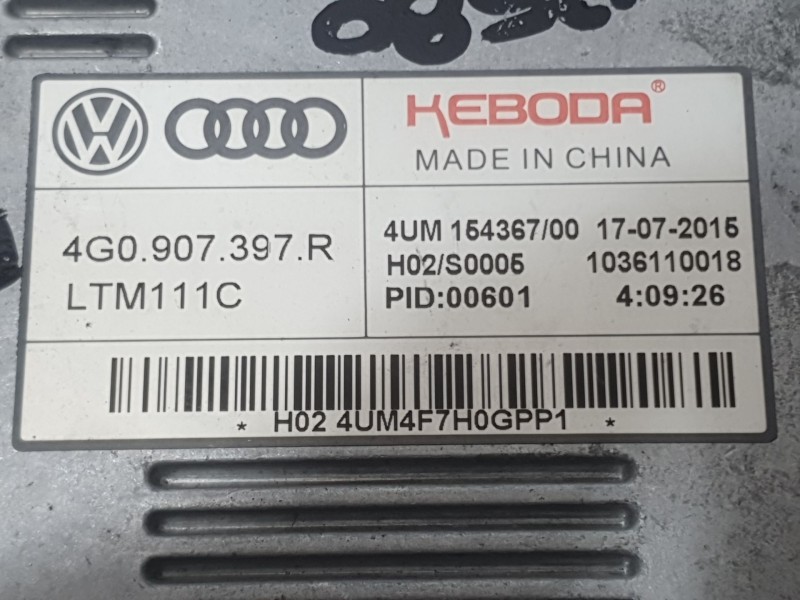 KEBODA®
MADE IN CHINA
4G0.907.397.R
LTM111C
4UM 154367/00 17-07-2015
H02/S0005 1036110018
PID:00601 4:09:26
* H02 4UM4F7H0GPP1 *